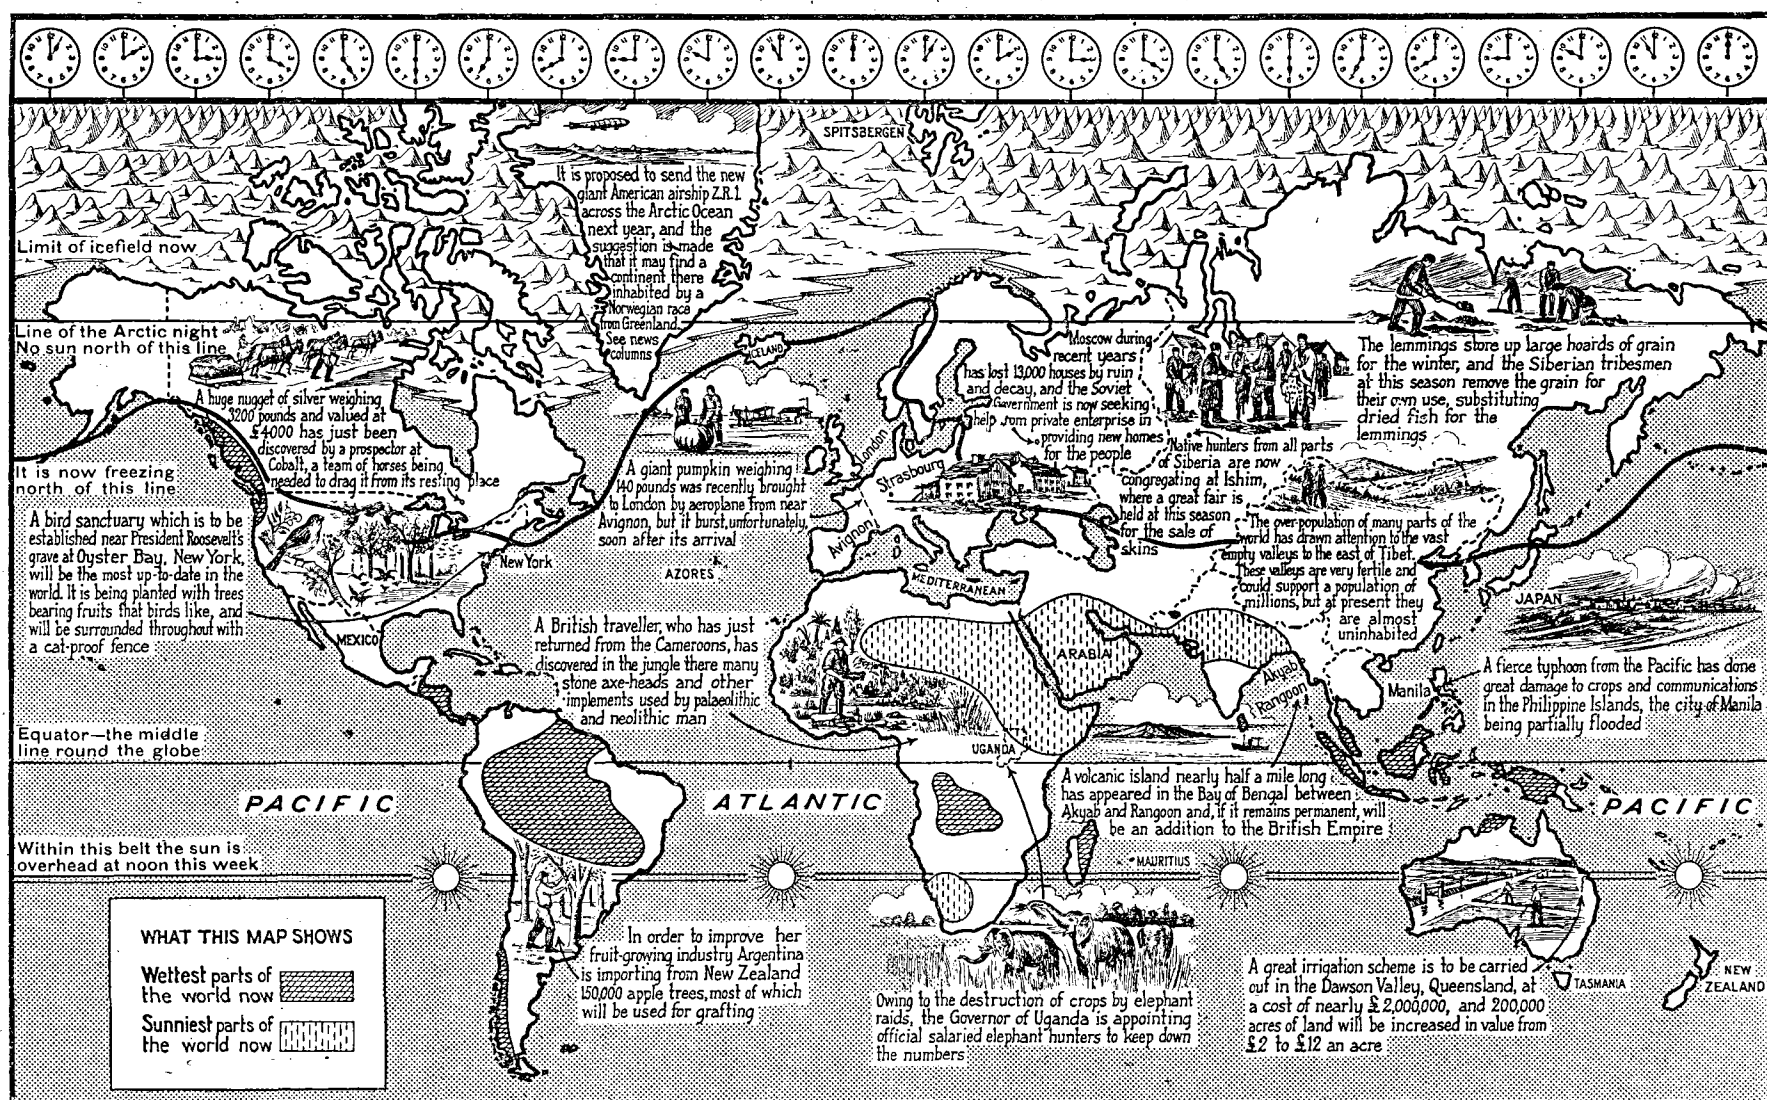 SPITSBERGEN
It is proposed to send the new
giant American airship Z.R.1.
across the Arctic Ocean
next year, and the
suggestion is made
that it may find a
continent there
inhabited by a
Norwegian race
from Greenland.
See news
columns
Limit of icefield now
Line of the Arctic night
No sun north of this line
ICELAND
A huge nugget of silver weighing
3200 pounds and valued at
£4000 has just been
discovered by a prospector at
Cobalt, a team of horses being
needed to drag it from its resting place
It is now freezing
north of this line
A bird sanctuary which is to be
established near President Roosevelt's
grave at Oyster Bay, New York,
will be the most up-to-date in the
world. It is being planted with trees
bearing fruits that birds like, and
will be surrounded throughout with
a cat-proof fence
New York
MEXICO
A giant pumpkin weighing
140 pounds was recently brought
to London by aeroplane from near
Avignon, but it burst, unfortunately,
soon after its arrival
AZORES
London
Strasbourg
Avignon
MEDITERRANEAN
Moscow during
recent years
has lost 13,000 houses by ruin
and decay, and the Soviet
Government is now seeking
help from private enterprise in
providing new homes
for the people
The lemmings store up large hoards of grain
for the winter, and the Siberian tribesmen
at this season remove the grain for
their own use, substituting
dried fish for the
lemmings
Native hunters from all parts
of Siberia are now
congregating at Ishim,
where a great fair is
held at this season
for the sale of
skins
The over-population of many parts of the
world has drawn attention to the vast
empty valleys to the east of Tibet.
These valleys are very fertile and
could support a population of
millions, but at present they
are almost
uninhabited
JAPAN
A British traveller, who has just
returned from the Cameroons, has
discovered in the jungle there many
stone axe-heads and other
implements used by palaeolithic
and neolithic man
ARABIA
Akyab
Rangoon
Manila
A fierce typhoon from the Pacific has done
great damage to crops and communications
in the Philippine Islands, the city of Manila
being partially flooded
Equator—the middle
line round the globe
UGANDA
A volcanic island nearly half a mile long
has appeared in the Bay of Bengal between
Akyab and Rangoon and, if it remains permanent, will
be an addition to the British Empire
PACIFIC
ATLANTIC
PACIFIC
Within this belt the sun is
overhead at noon this week
MAURITIUS
WHAT THIS MAP SHOWS
Wettest parts of
the world now
Sunniest parts of
the world now
In order to improve her
fruit-growing industry Argentina
is importing from New Zealand
150,000 apple trees, most of which
will be used for grafting
Owing to the destruction of crops by elephant
raids, the Governor of Uganda is appointing
official salaried elephant hunters to keep down
the numbers
A great irrigation scheme is to be carried
out in the Dawson Valley, Queensland, at
a cost of nearly £2,000,000, and 200,000
acres of land will be increased in value from
£2 to £12 an acre
TASMANIA
NEW
ZEALAND